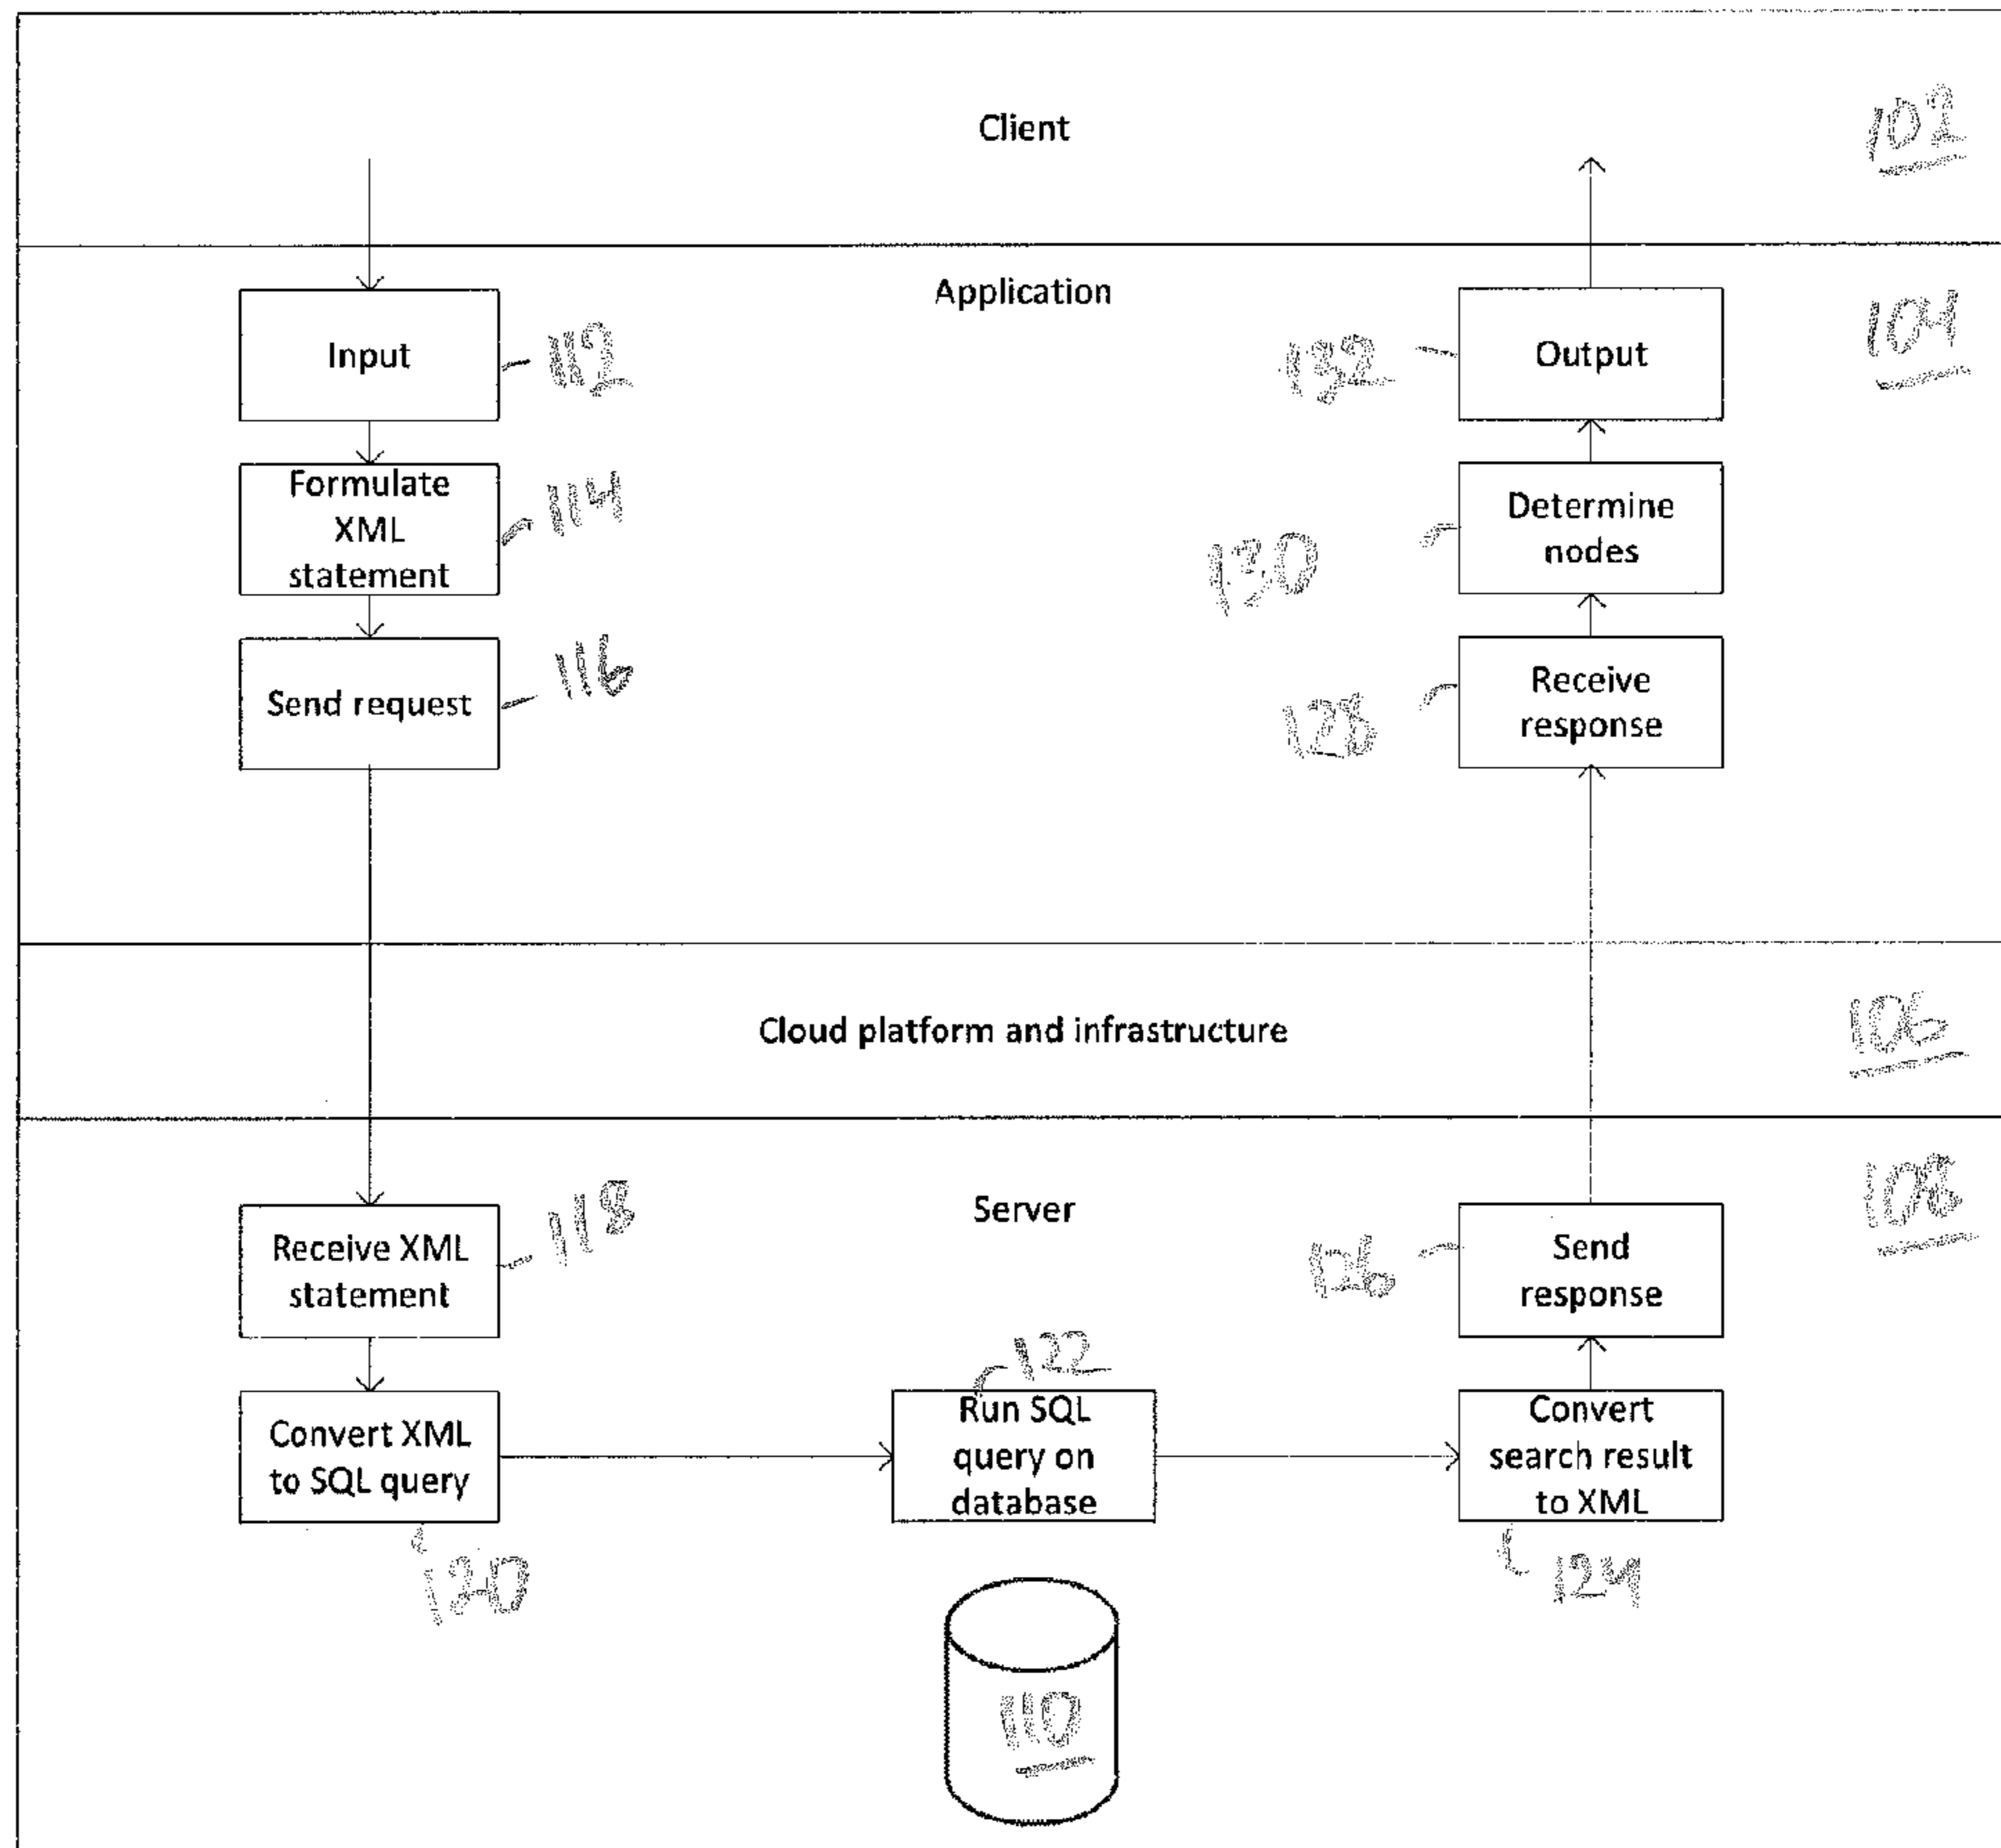 Client
102
Application
104
Input
112
132
Output
Formulate
XML
statement
114
130
Determine
nodes
Send request
116
128
Receive
response
Cloud platform and infrastructure
106
Server
108
Receive XML
statement
118
126
Send
response
122
Convert XML
to SQL query
120
Run SQL
query on
database
Convert
search result
to XML
124
110